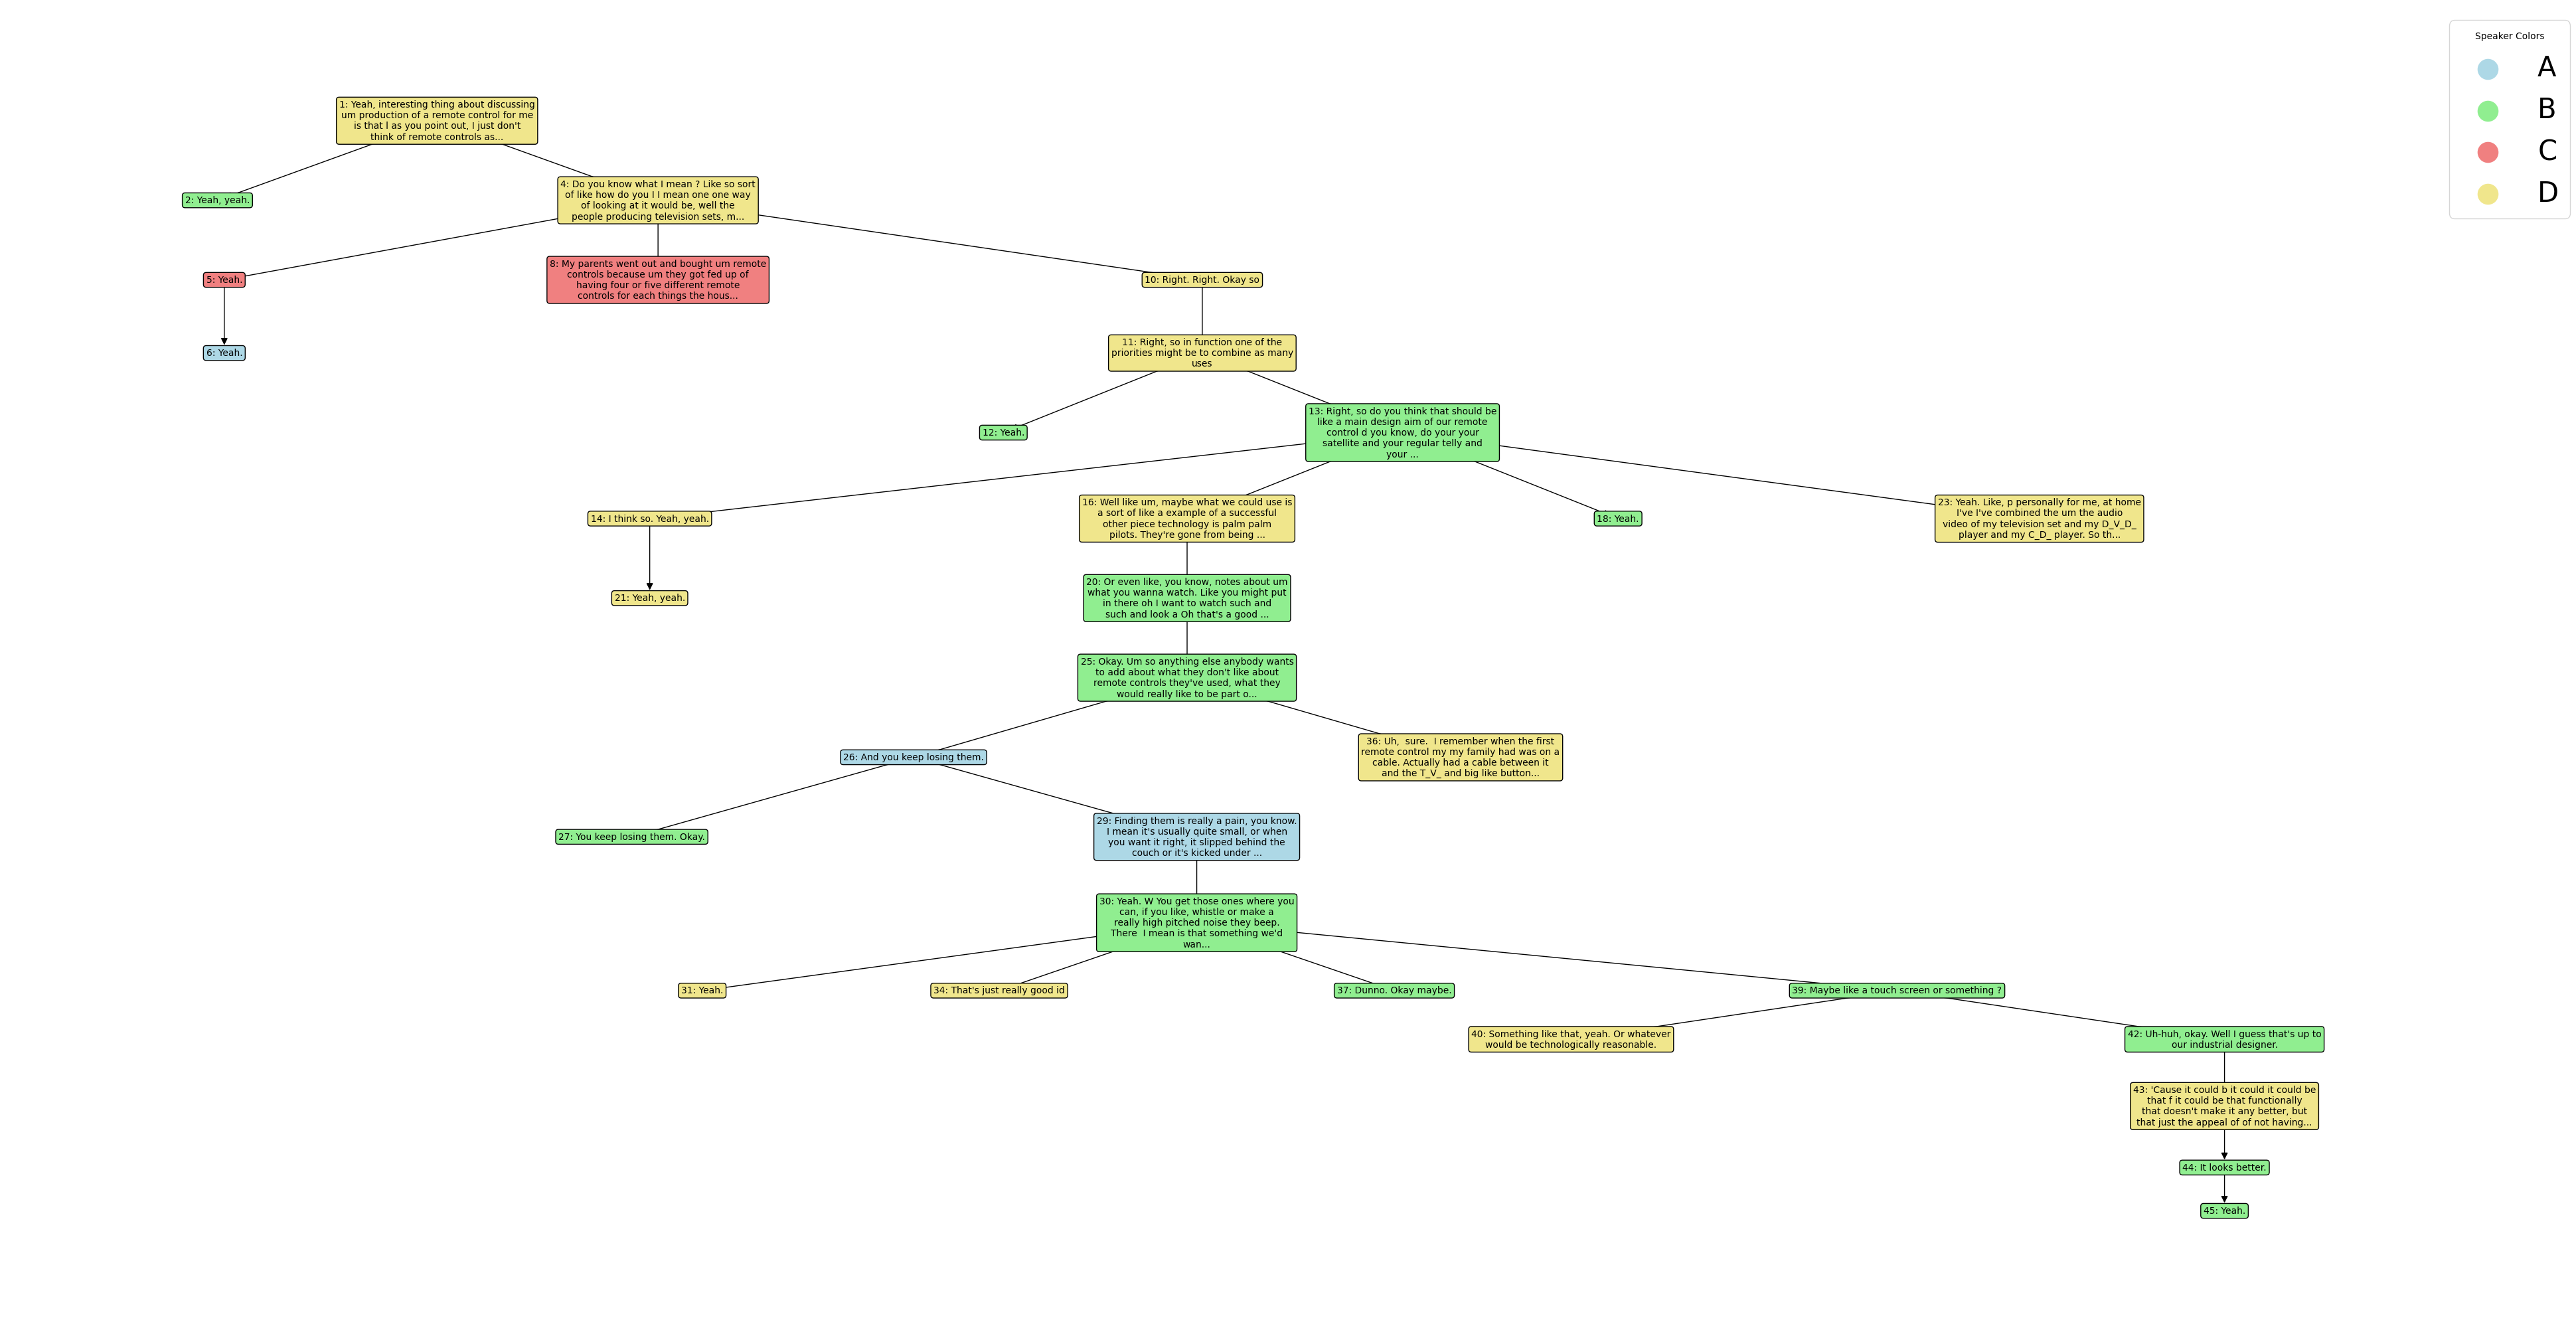 Speaker Colors
A
B
C
D
1: Yeah, interesting thing about discussing
um production of a remote control for me
is that l as you point out, I just don't
think of remote controls as...
2: Yeah, yeah.
4: Do you know what I mean ? Like so sort
of like how do you I I mean one one way
of looking at it would be, well the
people producing television sets, m...
5: Yeah.
8: My parents went out and bought um remote
controls because um they got fed up of
having four or five different remote
controls for each things the hous...
10: Right. Right. Okay so
6: Yeah.
11: Right, so in function one of the
priorities might be to combine as many
uses
12: Yeah.
13: Right, so do you think that should be
like a main design aim of our remote
control d you know, do your your
satellite and your regular telly and
your ...
14: I think so. Yeah, yeah.
16: Well like um, maybe what we could use is
a sort of like a example of a successful
other piece technology is palm palm
pilots. They're gone from being ...
18: Yeah.
23: Yeah. Like, p personally for me, at home
I've I've combined the um the audio
video of my television set and my D_V_D_
player and my C_D_ player. So th...
21: Yeah, yeah.
20: Or even like, you know, notes about um
what you wanna watch. Like you might put
in there oh I want to watch such and
such and look a Oh that's a good ...
25: Okay. Um so anything else anybody wants
to add about what they don't like about
remote controls they've used, what they
would really like to be part o...
26: And you keep losing them.
36: Uh,  sure.  I remember when the first
remote control my my family had was on a
cable. Actually had a cable between it
and the T_V_ and big like button...
27: You keep losing them. Okay.
29: Finding them is really a pain, you know.
I mean it's usually quite small, or when
you want it right, it slipped behind the
couch or it's kicked under ...
30: Yeah. W You get those ones where you
can, if you like, whistle or make a
really high pitched noise they beep.
There  I mean is that something we'd
wan...
31: Yeah.
34: That's just really good id
37: Dunno. Okay maybe.
39: Maybe like a touch screen or something ?
40: Something like that, yeah. Or whatever
would be technologically reasonable.
42: Uh-huh, okay. Well I guess that's up to
our industrial designer.
43: 'Cause it could b it could it could be
that f it could be that functionally
that doesn't make it any better, but
that just the appeal of of not having...
44: It looks better.
45: Yeah.